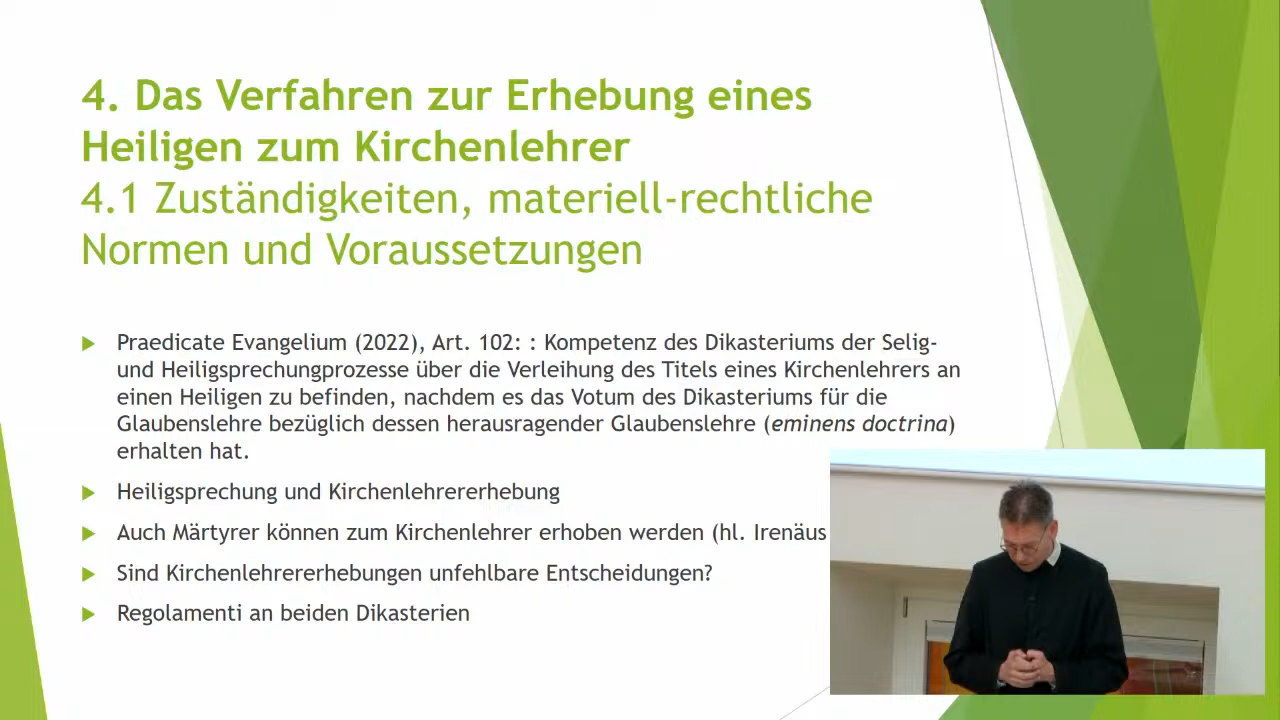 4. Das Verfahren zur Erhebung eines
Heiligen zum Kirchenlehrer
4.1 Zuständigkeiten, materiell-rechtliche
Normen und Voraussetzungen
Praedicate Evangelium (2022), Art. 102: : Kompetenz des Dikasteriums der Selig-
und Heiligsprechungprozesse über die Verleihung des Titels eines Kirchenlehrers an
einen Heiligen zu befinden, nachdem es das Votum des Dikasteriums für die
Glaubenslehre bezüglich dessen herausragender Glaubenslehre (eminens doctrina)
erhalten hat.
Heiligsprechung und Kirchenlehrererhebung
Auch Märtyrer können zum Kirchenlehrer erhoben werden (hl. Irenäus
Sind Kirchenlehrererhebungen unfehlbare Entscheidungen?
Regolamenti an beiden Dikasterien